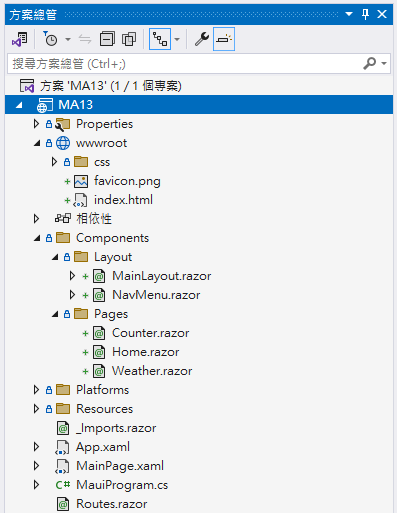 方案總管
搜尋方案總管 (Ctrl+;)
方案 'MA13' (1 / 1 個專案)
MA13
Properties
wwwroot
css
favicon.png
index.html
相依性
Components
Layout
MainLayout.razor
NavMenu.razor
Pages
Counter.razor
Home.razor
Weather.razor
Platforms
Resources
_Imports.razor
App.xaml
MainPage.xaml
C# MauiProgram.cs
Routes.razor